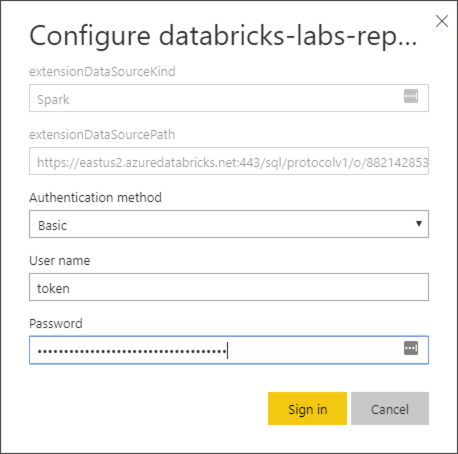 Configure databricks-labs-rep...
extensionDataSourceKind
Spark
extensionDataSourcePath
https://eastus2.azuredatabricks.net:443/sql/protocolv1/o/882142853
Authentication method
Basic
User name
token
Password
••••••••••••••••••••••••••••••••••••
Sign in
Cancel